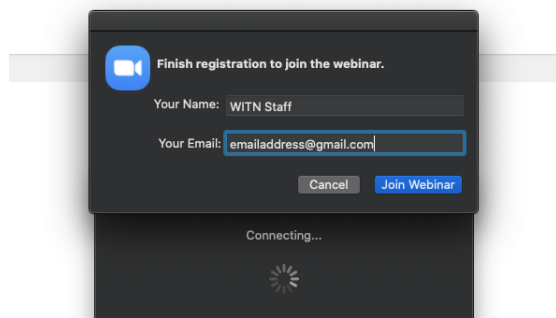 Finish registration to join the webinar.
Your Name: WITN Staff
Your Email: emailaddress@gmail.com
Cancel Join Webinar
Connecting...